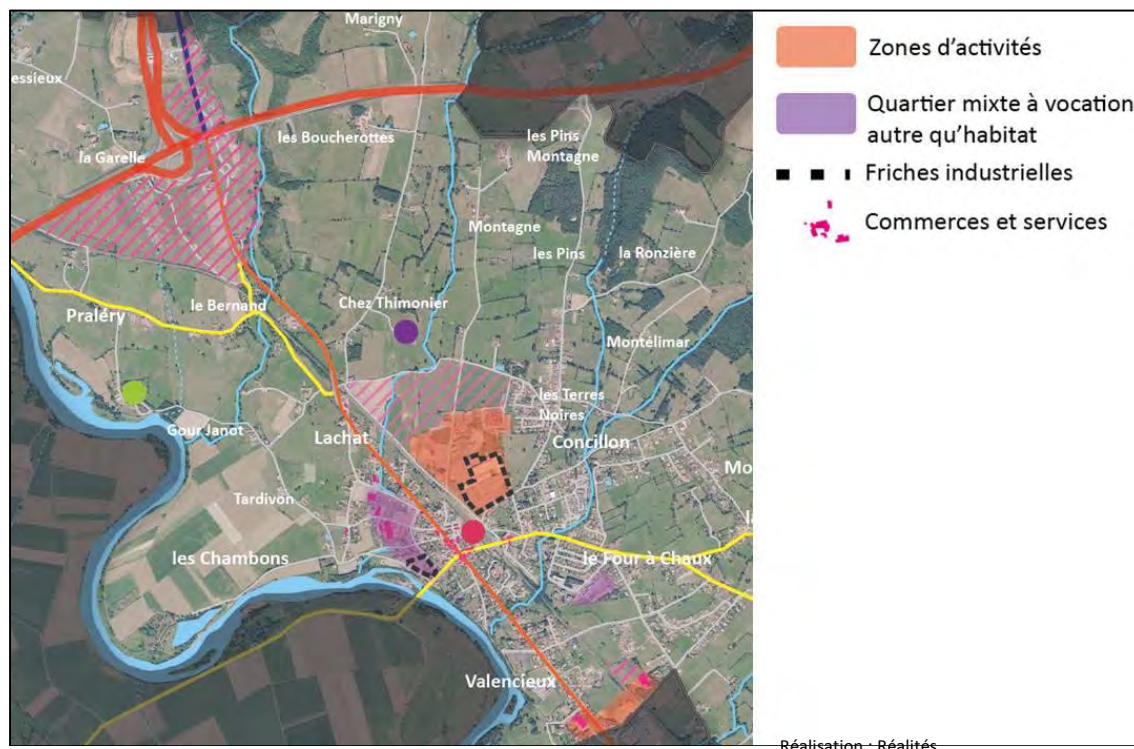 Marigny
essieux
les Boucherottes
la Garelle
les Pins
Montagne
Montagne
les Pins
la Ronzière
le Bernand
Chez Thimonier
Praléry
Montélimar
les Terres
Noires
Gour Janot
Lachat
Concillon
Mo
Tardivon
la
les Chambons
le Four à Chaux
Valencieux
Zones d'activités
Quartier mixte à vocation
autre qu'habitat
Friches industrielles
Commerces et services
Réalisation : Réalités